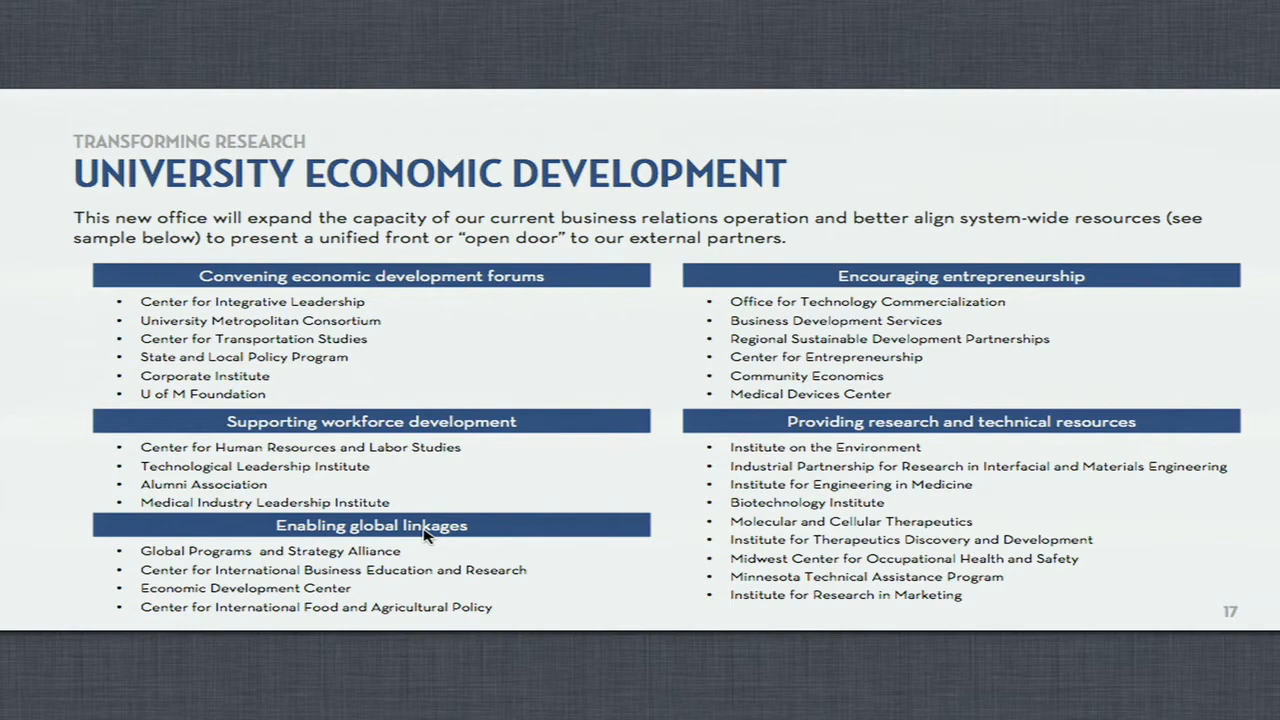 TRANSFORMING RESEARCH
UNIVERSITY ECONOMIC DEVELOPMENT
This new office will expand the capacity of our current business relations operation and better align system-wide resources (see
sample below) to present a unified front or “open door” to our external partners.
Convening economic development forums
• Center for Integrative Leadership
• University Metropolitan Consortium
• Center for Transportation Studies
• State and Local Policy Program
• Corporate Institute
• U of M Foundation
Supporting workforce development
• Center for Human Resources and Labor Studies
• Technological Leadership Institute
• Alumni Association
• Medical Industry Leadership Institute
Enabling global linkages
• Global Programs and Strategy Alliance
• Center for International Business Education and Research
• Economic Development Center
• Center for International Food and Agricultural Policy
Encouraging entrepreneurship
• Office for Technology Commercialization
• Business Development Services
• Regional Sustainable Development Partnerships
• Center for Entrepreneurship
• Community Economics
• Medical Devices Center
Providing research and technical resources
• Institute on the Environment
• Industrial Partnership for Research in Interfacial and Materials Engineering
• Institute for Engineering in Medicine
• Biotechnology Institute
• Molecular and Cellular Therapeutics
• Institute for Therapeutics Discovery and Development
• Midwest Center for Occupational Health and Safety
• Minnesota Technical Assistance Program
• Institute for Research in Marketing
17